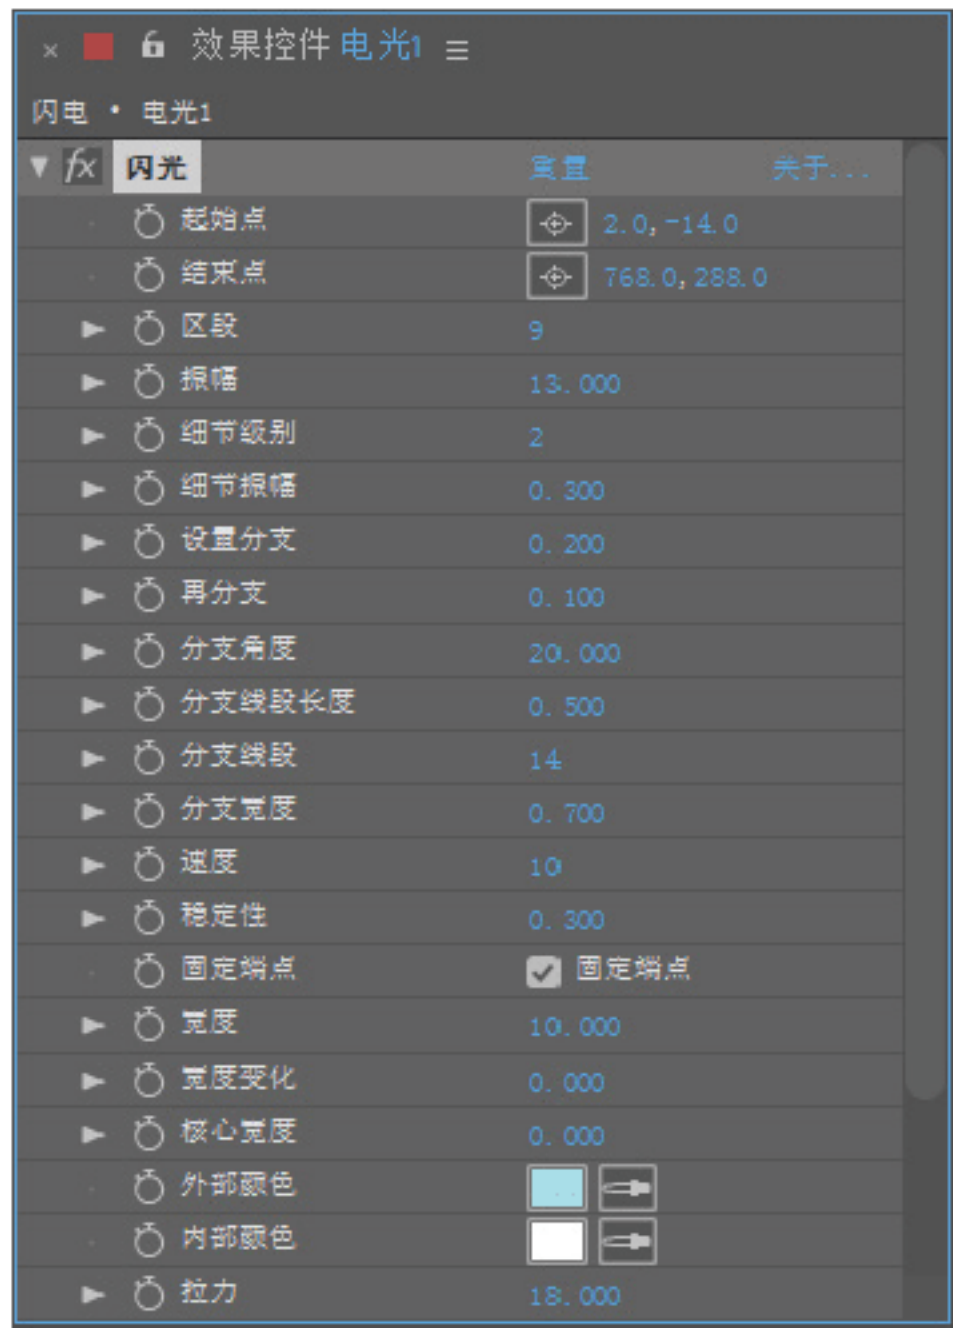 × 效果控件 电光1 ≡
闪电 • 电光1
fx 闪光 重置 关于...
起始点 2.0,-14.0
结束点 768.0,288.0
区段 9
振幅 13.000
细节级别 2
细节振幅 0.300
设置分支 0.200
再分支 0.100
分支角度 20.000
分支线段长度 0.500
分支线段 14
分支宽度 0.700
速度 10
稳定性 0.300
固定端点 固定端点
宽度 10.000
宽度变化 0.000
核心宽度 0.000
外部颜色
内部颜色
拉力 18.000